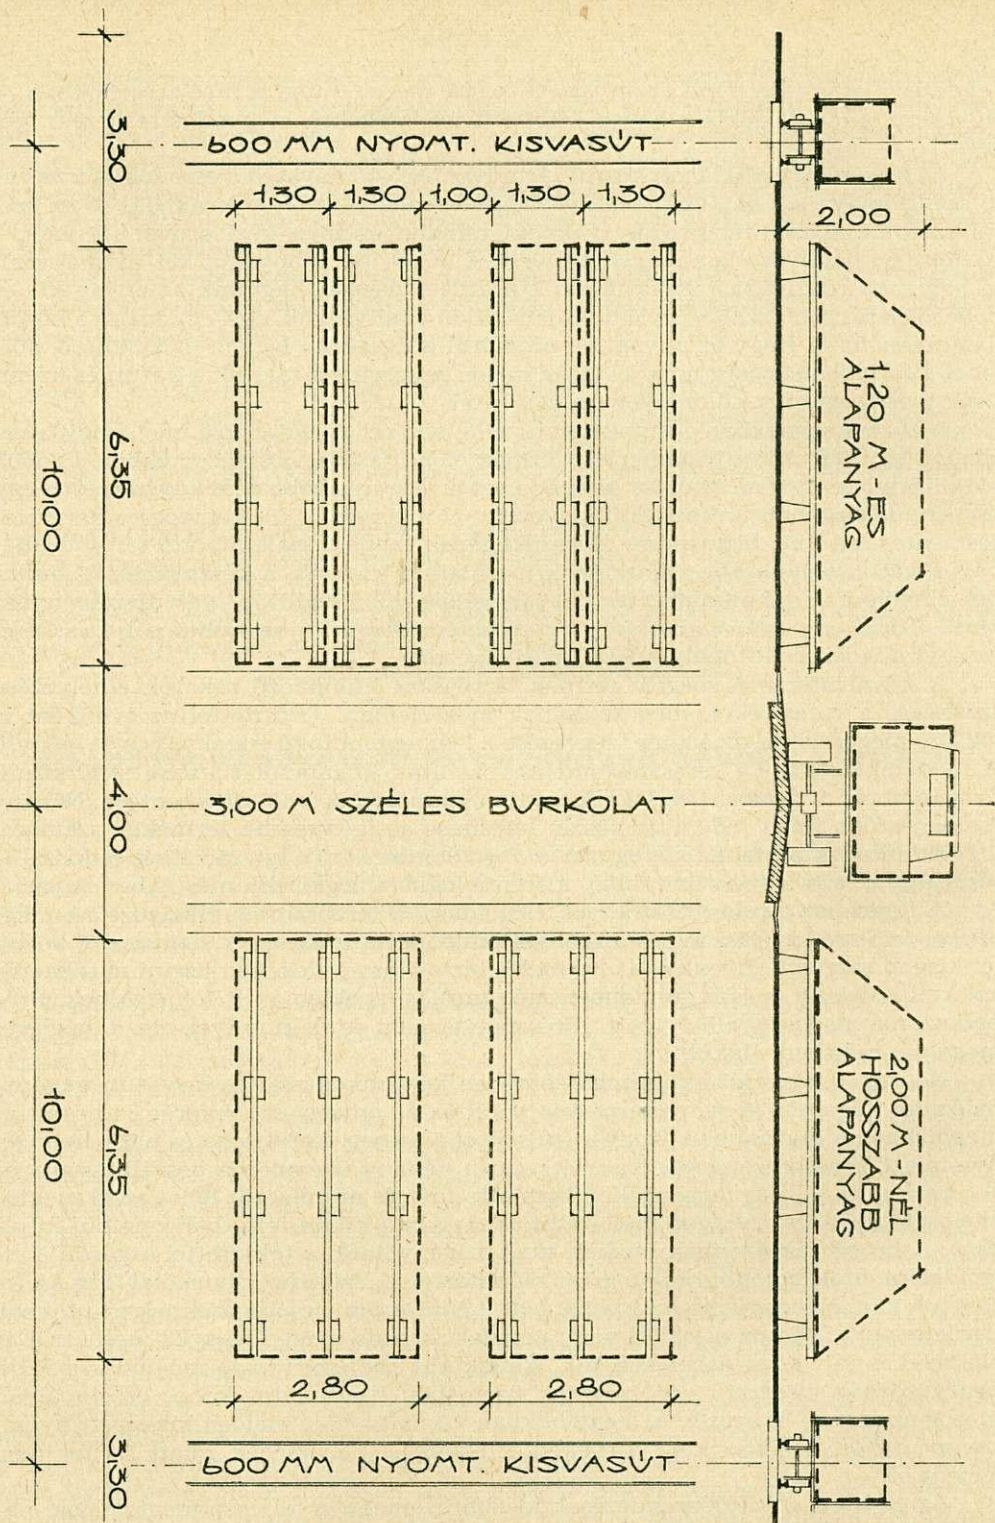 3,30
600 MM NYOMT. KISVASÚT
1,30 1,30 1,00 1,30 1,30
2,00
1,20 M-ES
ALAPANYAG
6,35
10,00
4,00
3,00 M SZÉLES BURKOLAT
2,00 M-NÉL
HOSSZABB
ALAPANYAG
6,35
10,00
2,80 2,80
3,30
600 MM NYOMT. KISVASÚT